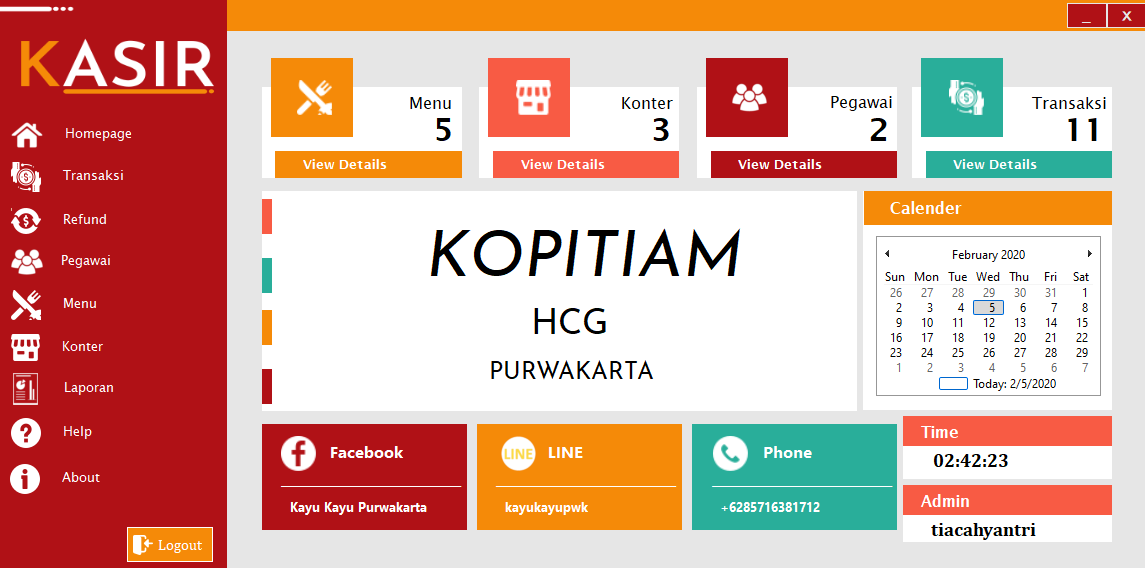 _ X
KASIR
Homepage
Transaksi
Refund
Pegawai
Menu
Konter
Laporan
Help
About
Logout
Menu
5
View Details
Konter
3
View Details
Pegawai
2
View Details
Transaksi
11
View Details
KOPITIAM
HCG
PURWAKARTA
Calender
February 2020
Sun Mon Tue Wed Thu Fri Sat
26 27 28 29 30 31 1
2 3 4 5 6 7 8
9 10 11 12 13 14 15
16 17 18 19 20 21 22
23 24 25 26 27 28 29
1 2 3 4 5 6 7
Today: 2/5/2020
Facebook
Kayu Kayu Purwakarta
LINE LINE
kayukayupwk
Phone
+6285716381712
Time
02:42:23
Admin
tiacahyantri